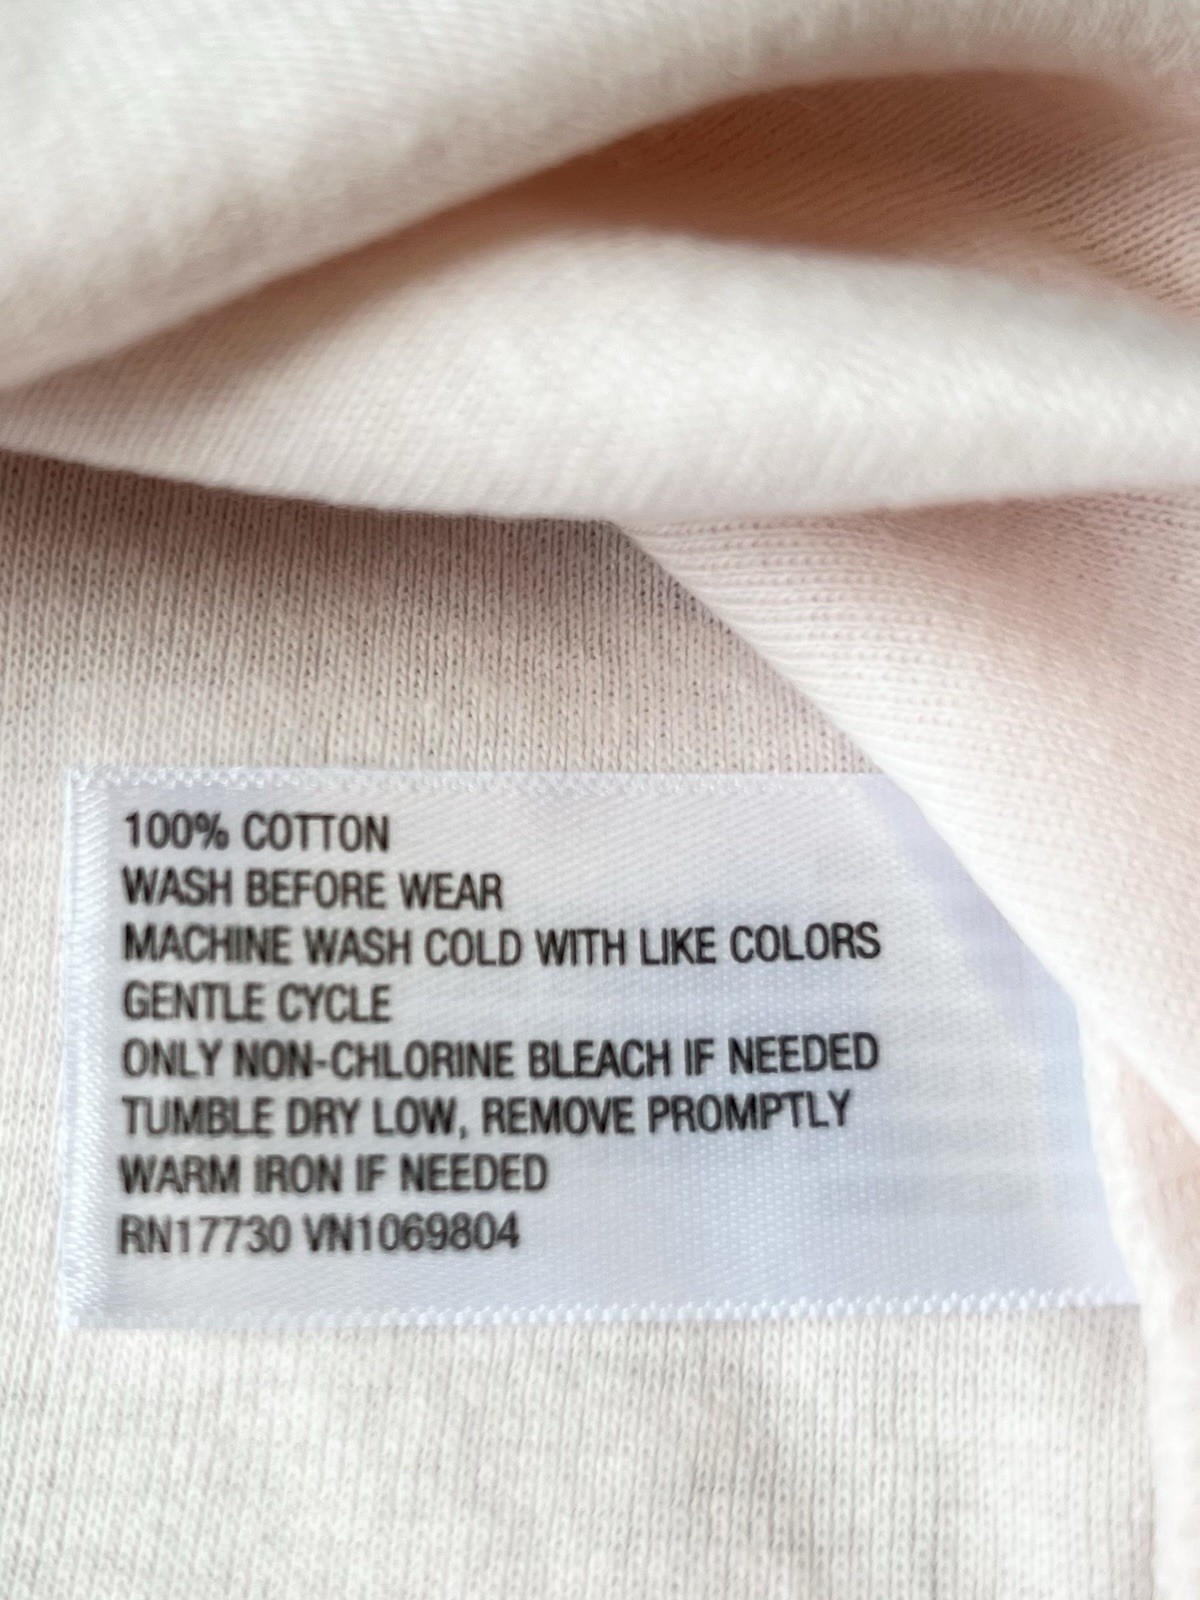 100% COTTON
WASH BEFORE WEAR
MACHINE WASH COLD WITH LIKE COLORS
GENTLE CYCLE
ONLY NON-CHLORINE BLEACH IF NEEDED
TUMBLE DRY LOW, REMOVE PROMPTLY
WARM IRON IF NEEDED
RN17730 VN1069804